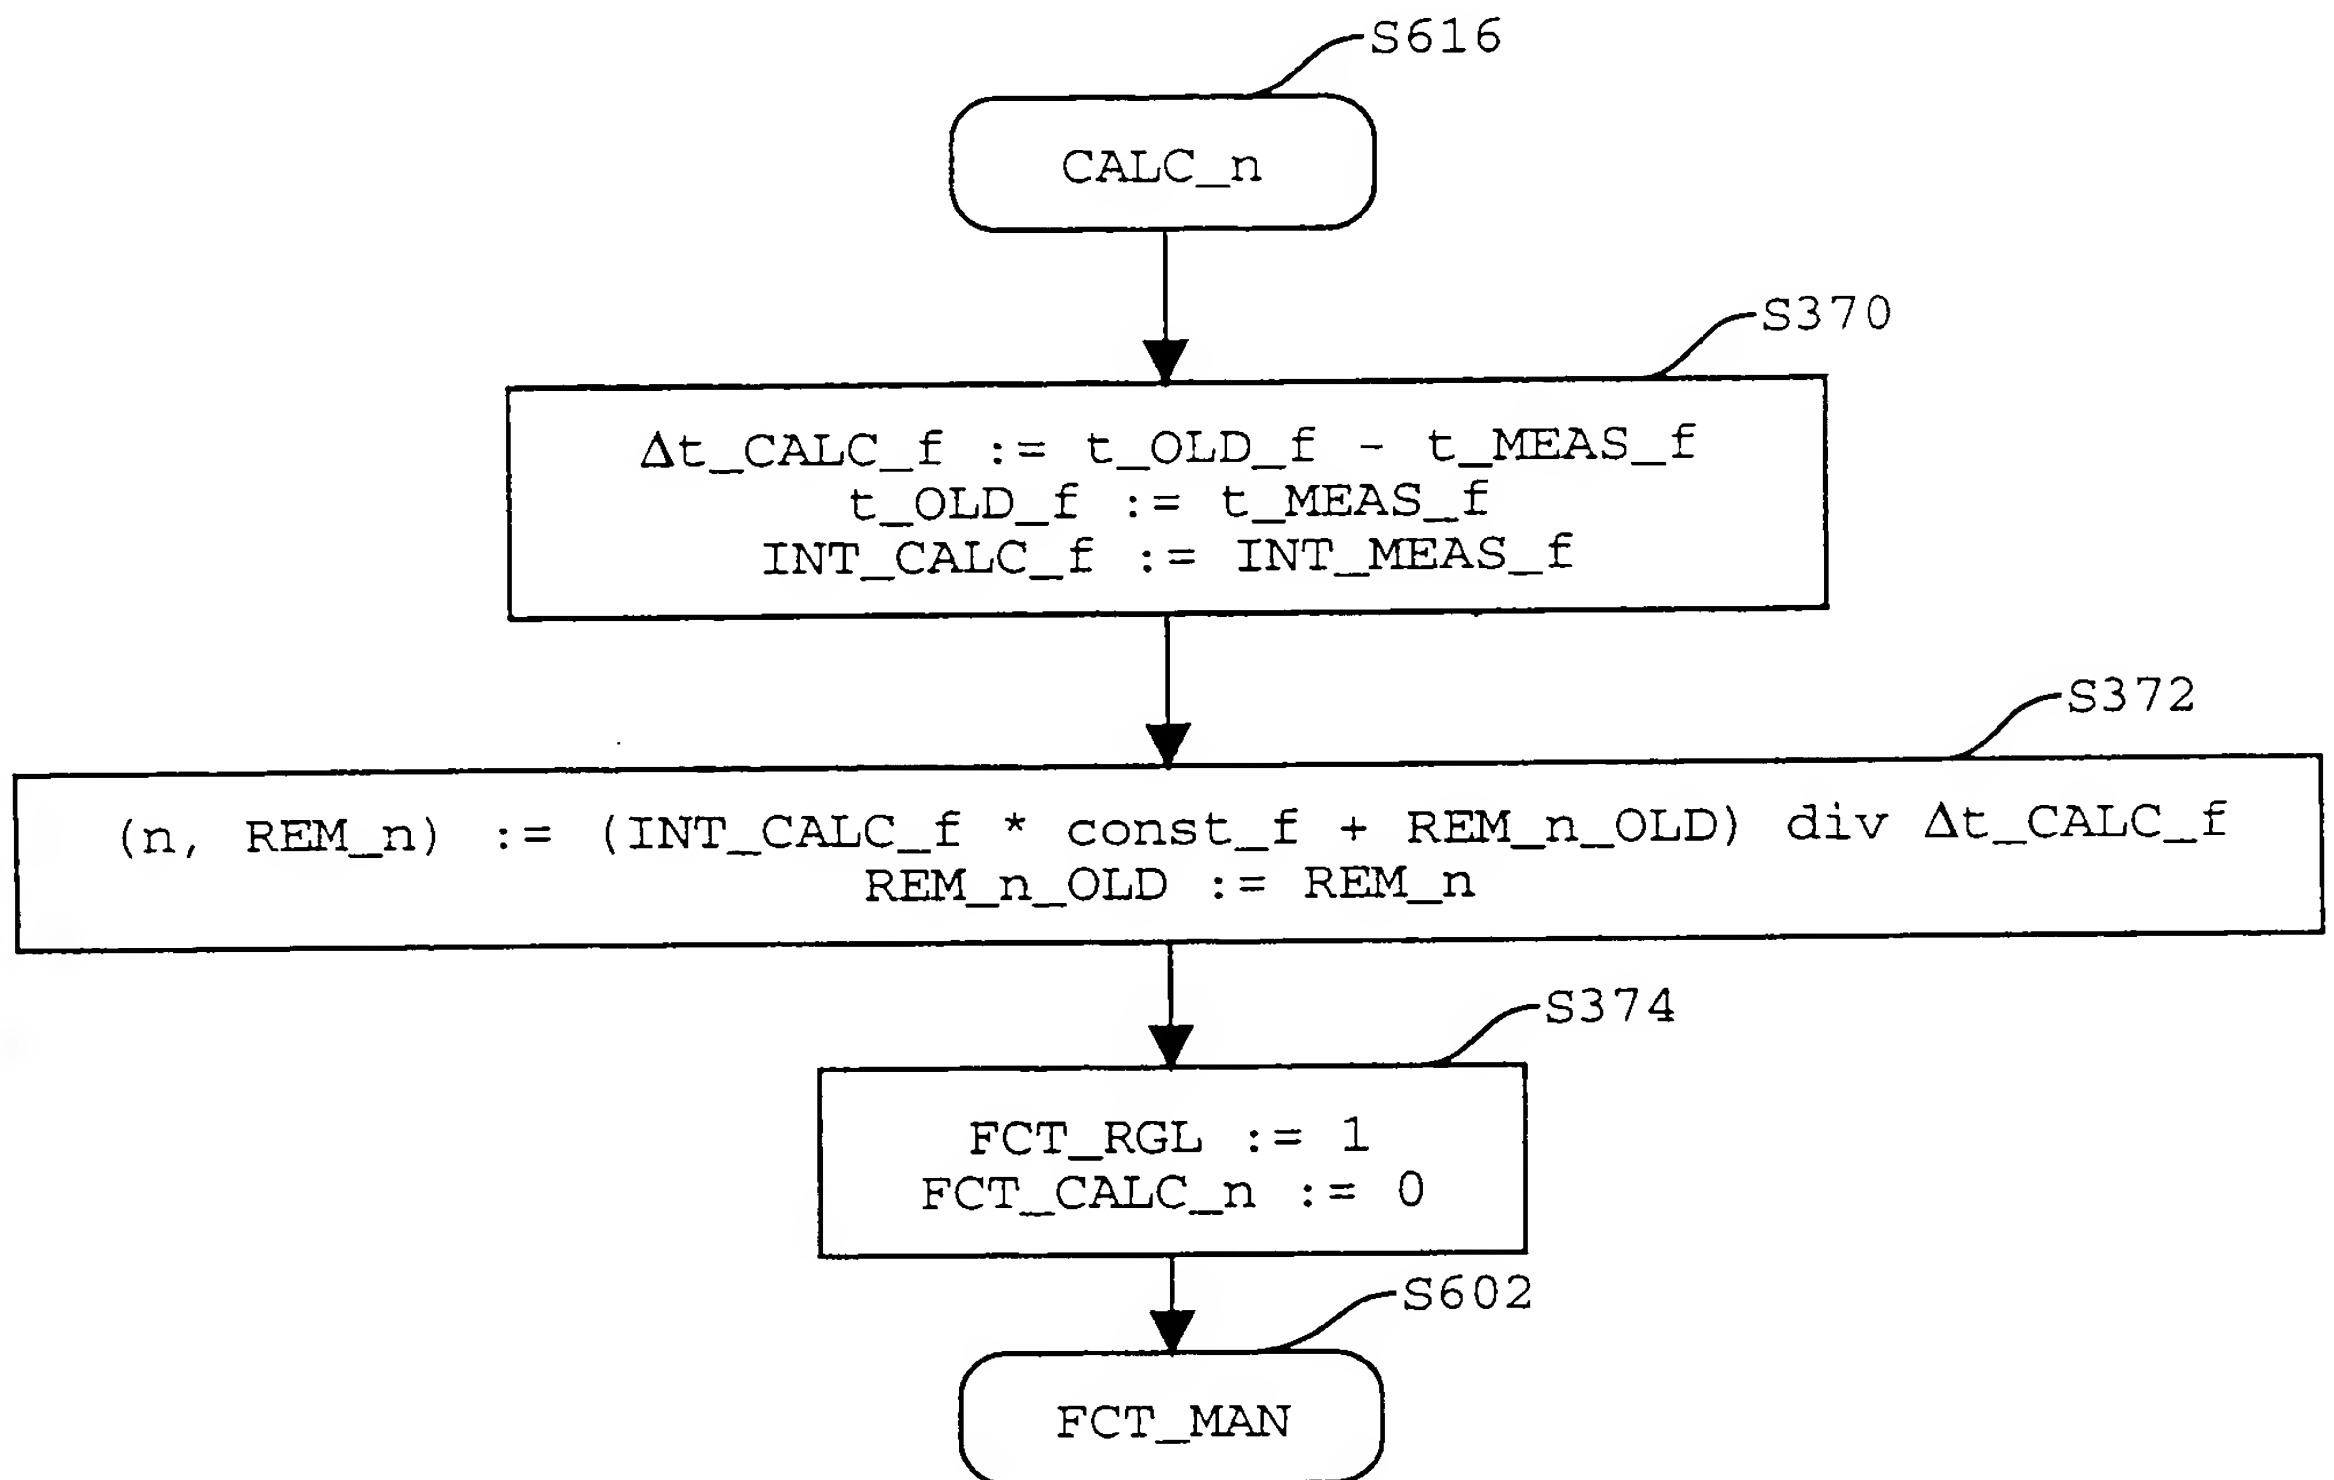 S616
CALC_n
S370
Δt_CALC_f := t_OLD_f - t_MEAS_f
t_OLD_f := t_MEAS_f
INT_CALC_f := INT_MEAS_f
S372
(n, REM_n) := (INT_CALC_f * const_f + REM_n_OLD) div Δt_CALC_f
REM_n_OLD := REM_n
S374
FCT_RGL := 1
FCT_CALC_n := 0
S602
FCT_MAN